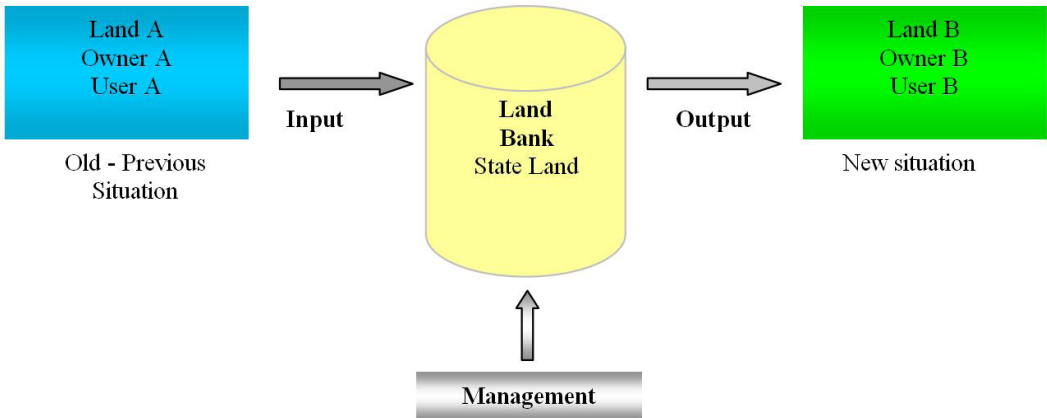 Land A
Owner A
User A
Old - Previous
Situation
Input
Land
Bank
State Land
Output
Land B
Owner B
User B
New situation
Management